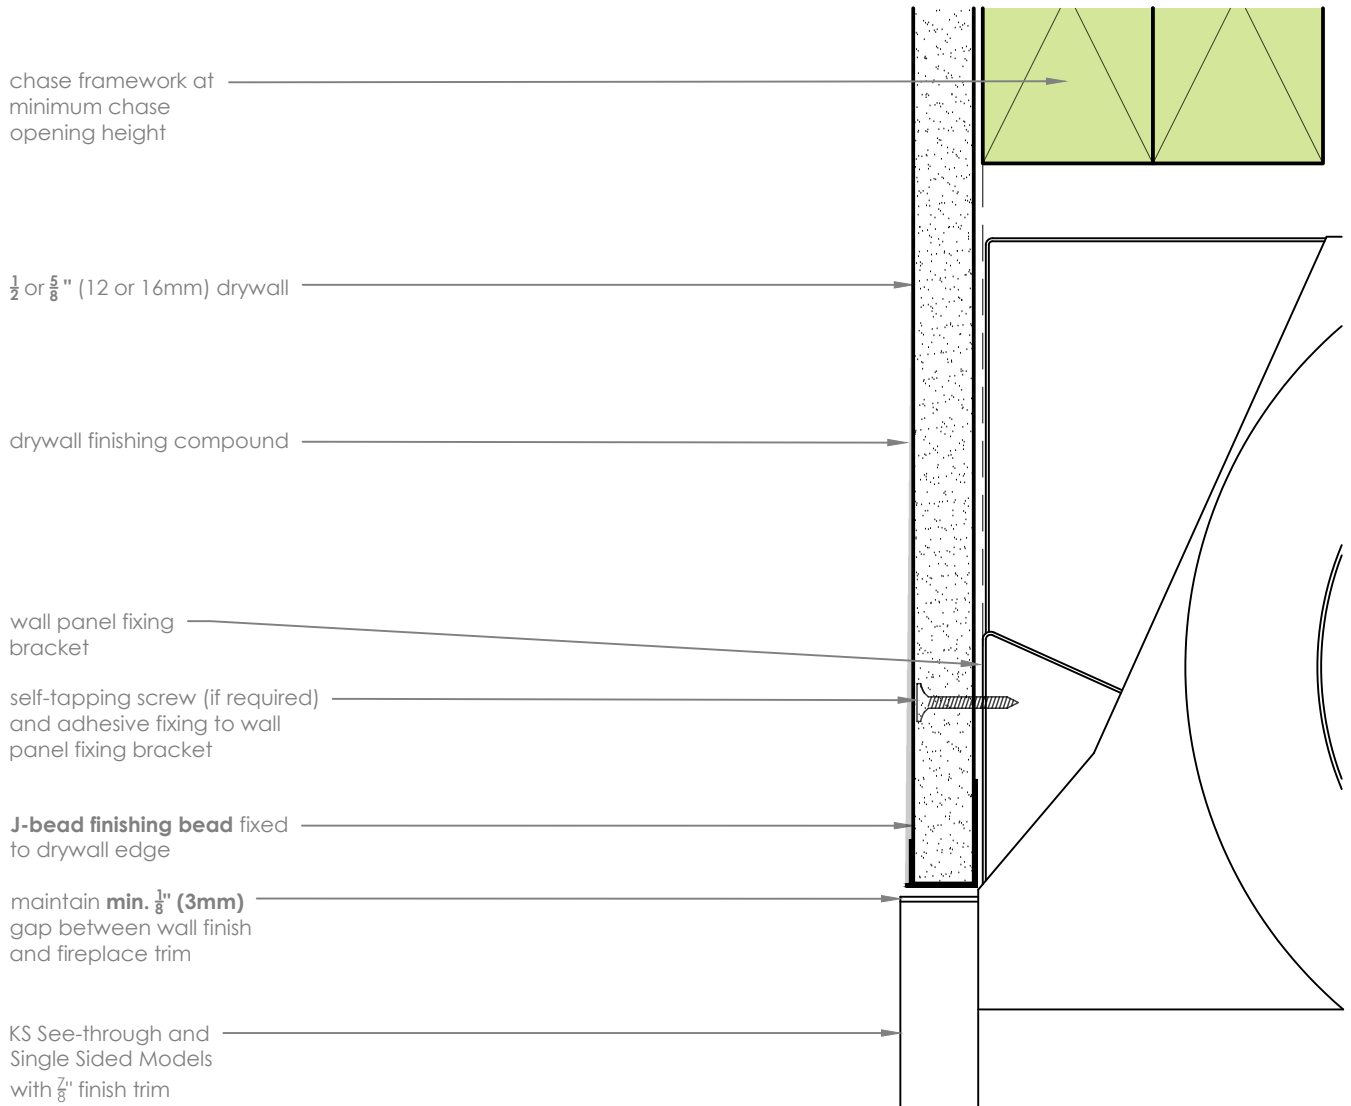 chase framework at
minimum chase
opening height
½ or ⅝" (12 or 16mm) drywall
drywall finishing compound
wall panel fixing
bracket
self-tapping screw (if required)
and adhesive fixing to wall
panel fixing bracket
J-bead finishing bead fixed
to drywall edge
maintain min. ⅛" (3mm)
gap between wall finish
and fireplace trim
KS See-through and
Single Sided Models
with ⅞" finish trim